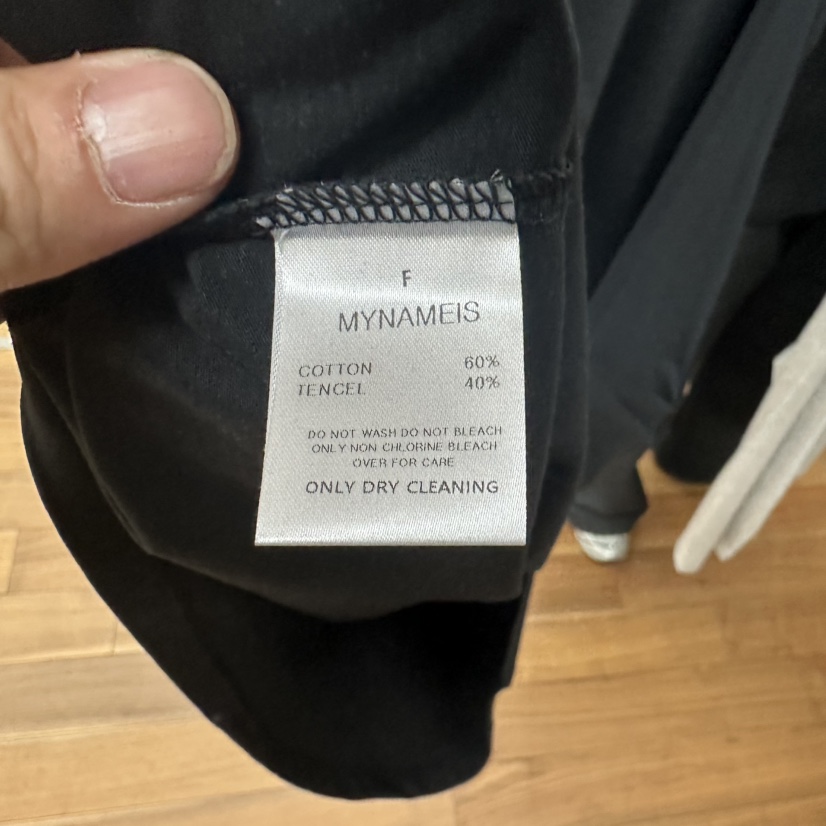 F
MYNAMEIS
COTTON 60%
TENCEL 40%
DO NOT WASH DO NOT BLEACH
ONLY NON CHLORINE BLEACH
OVER FOR CARE
ONLY DRY CLEANING